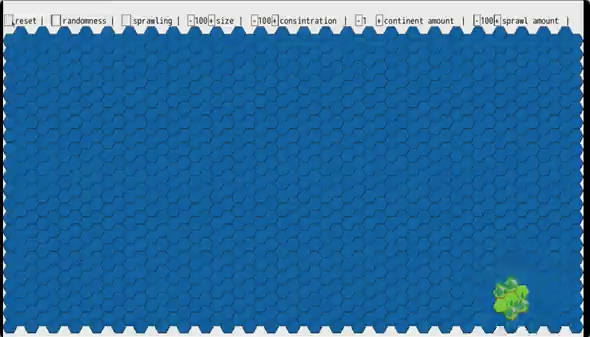 reset | randomness | sprawling | -100+size | -100+consintration | -1 +continent amount | -100+sprawl amount |